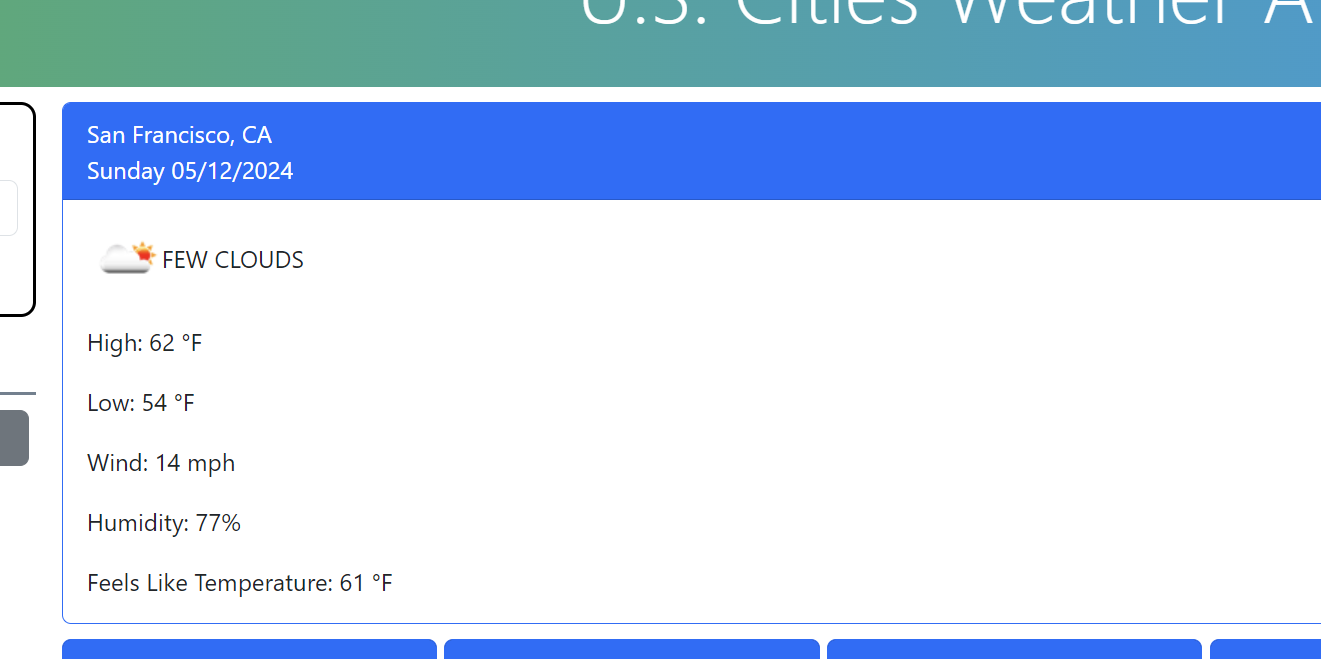 U.S. Cities Weather A
San Francisco, CA
Sunday 05/12/2024
FEW CLOUDS
High: 62 °F
Low: 54 °F
Wind: 14 mph
Humidity: 77%
Feels Like Temperature: 61 °F